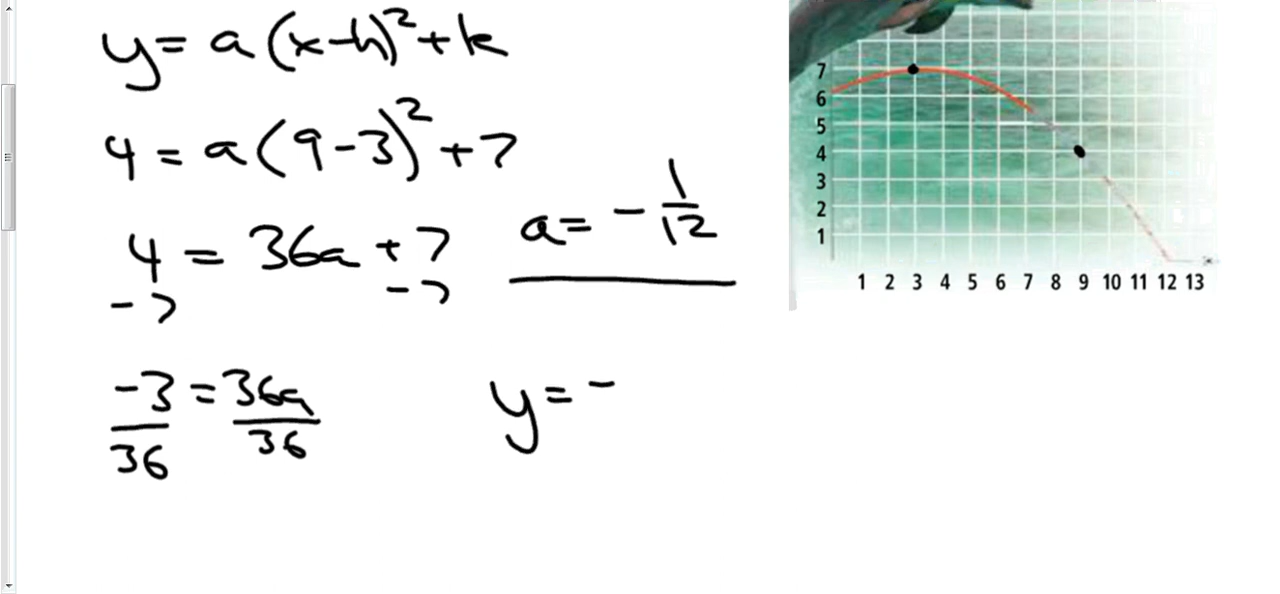 y = a(x-h)²+k
4 = a(9-3)²+7
4 = 36a + 7
-7 -7
-3 = 36a
36 36
a = - 1/12
y = -
7
6
5
4
3
2
1
1 2 3 4 5 6 7 8 9 10 11 12 13